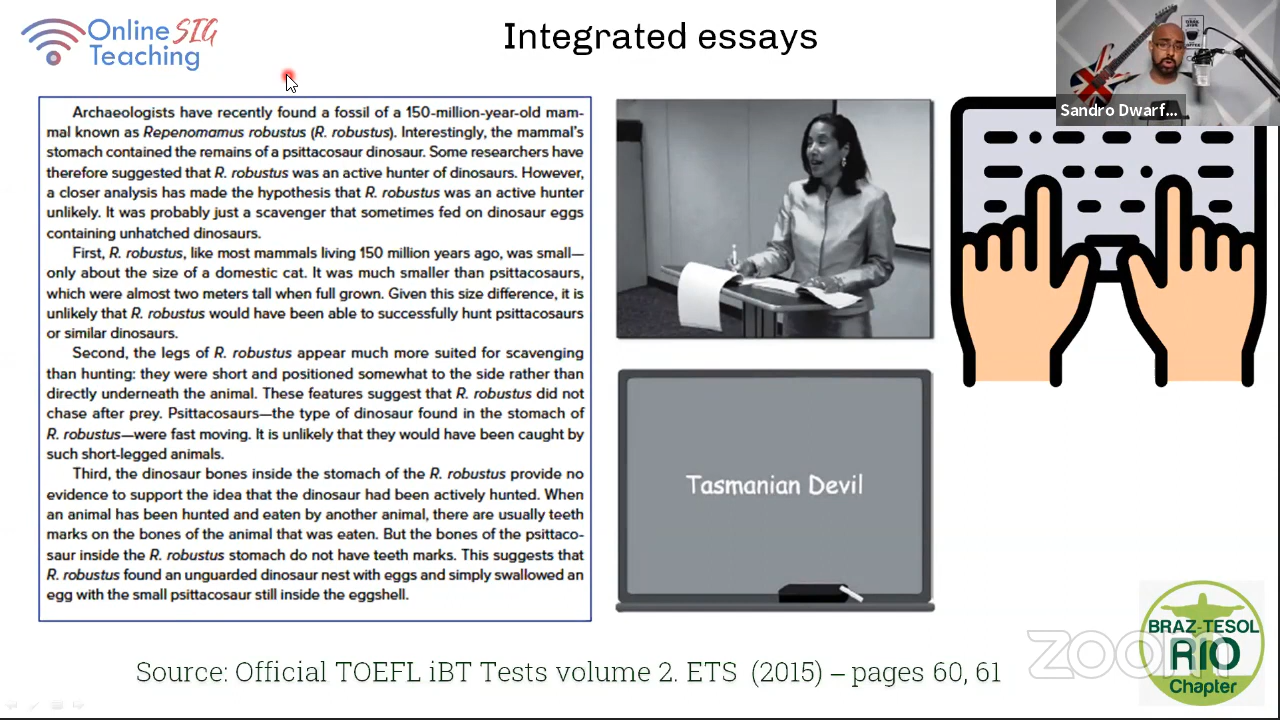 Online SIG
Teaching
Integrated essays
Sandro Dwarf...
Archaeologists have recently found a fossil of a 150-million-year-old mam-
mal known as Repenomamus robustus (R. robustus). Interestingly, the mammal's
stomach contained the remains of a psittacosaur dinosaur. Some researchers have
therefore suggested that R. robustus was an active hunter of dinosaurs. However,
a closer analysis has made the hypothesis that R. robustus was an active hunter
unlikely. It was probably just a scavenger that sometimes fed on dinosaur eggs
containing unhatched dinosaurs.
First, R. robustus, like most mammals living 150 million years ago, was small—
only about the size of a domestic cat. It was much smaller than psittacosaurs,
which were almost two meters tall when full grown. Given this size difference, it is
unlikely that R. robustus would have been able to successfully hunt psittacosaurs
or similar dinosaurs.
Second, the legs of R. robustus appear much more suited for scavenging
than hunting: they were short and positioned somewhat to the side rather than
directly underneath the animal. These features suggest that R. robustus did not
chase after prey. Psittacosaurs—the type of dinosaur found in the stomach of
R. robustus—were fast moving. It is unlikely that they would have been caught by
such short-legged animals.
Third, the dinosaur bones inside the stomach of the R. robustus provide no
evidence to support the idea that the dinosaur had been actively hunted. When
an animal has been hunted and eaten by another animal, there are usually teeth
marks on the bones of the animal that was eaten. But the bones of the psittaco-
saur inside the R. robustus stomach do not have teeth marks. This suggests that
R. robustus found an unguarded dinosaur nest with eggs and simply swallowed an
egg with the small psittacosaur still inside the eggshell.
Tasmanian Devil
Source: Official TOEFL iBT Tests volume 2. ETS (2015) – pages 60, 61
zoom
BRAZ-TESOL
RIO
Chapter